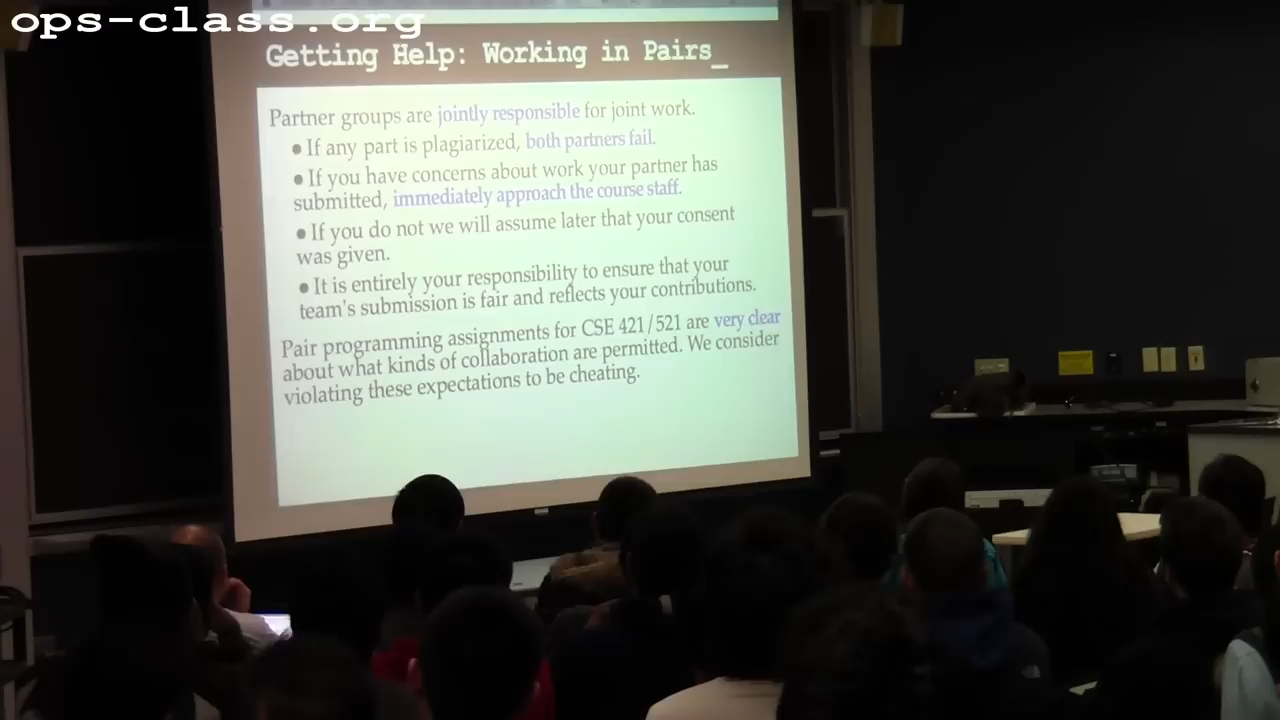 ops-class.org
Getting Help: Working in Pairs_
Partner groups are jointly responsible for joint work.
● If any part is plagiarized, both partners fail.
● If you have concerns about work your partner has
submitted, immediately approach the course staff.
● If you do not we will assume later that your consent
was given.
● It is entirely your responsibility to ensure that your
team's submission is fair and reflects your contributions.
Pair programming assignments for CSE 421/521 are very clear
about what kinds of collaboration are permitted. We consider
violating these expectations to be cheating.